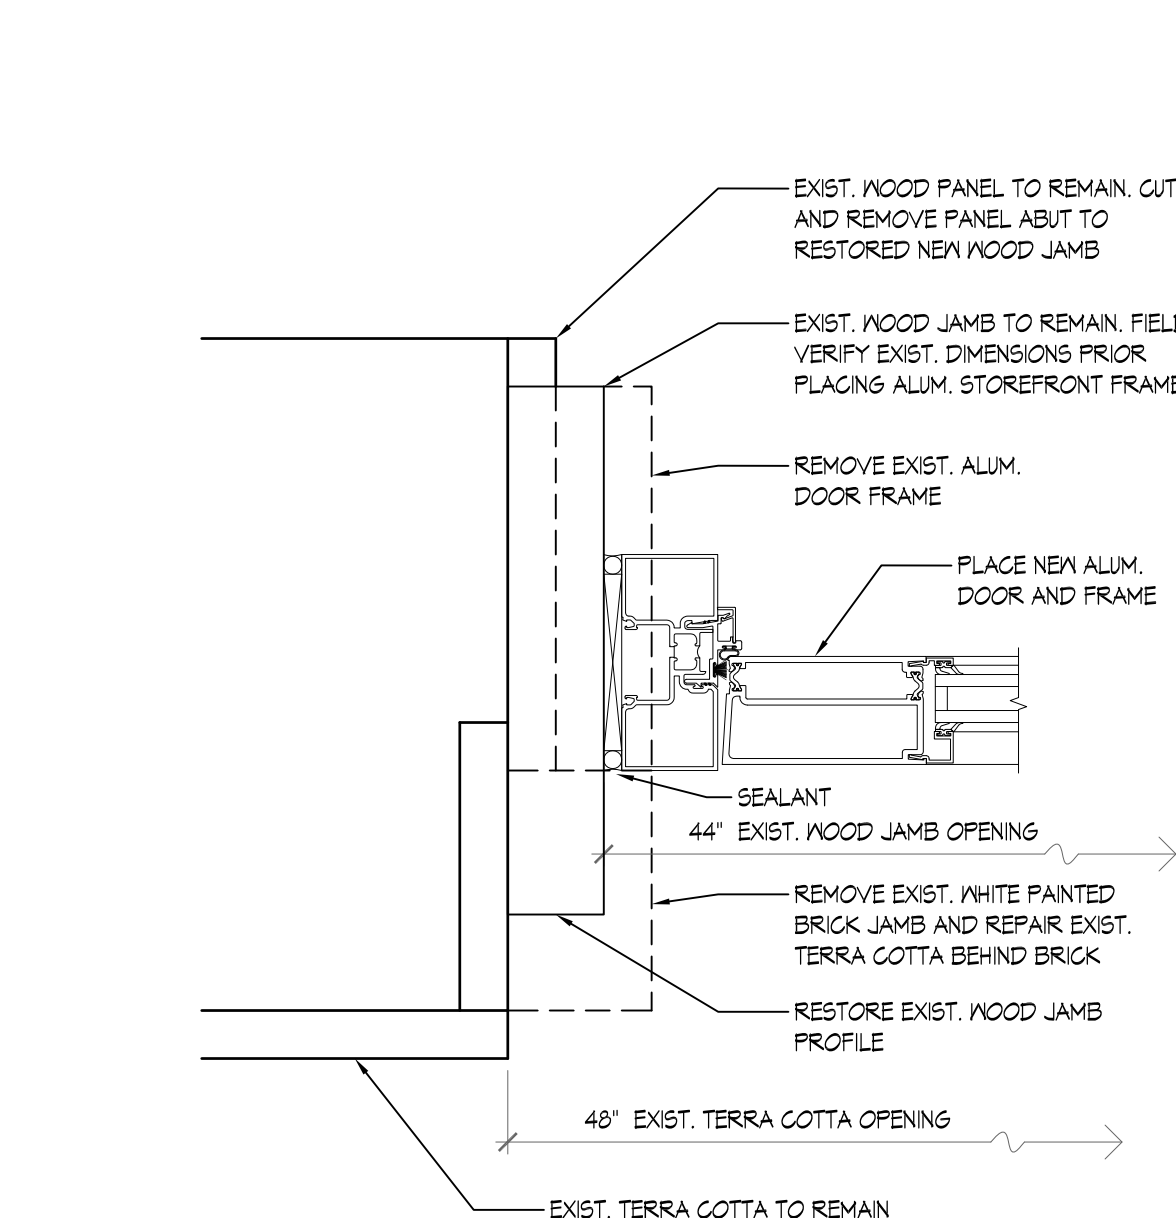 EXIST. WOOD PANEL TO REMAIN. CUT
AND REMOVE PANEL ABUT TO
RESTORED NEW WOOD JAMB
EXIST. WOOD JAMB TO REMAIN. FIELD
VERIFY EXIST. DIMENSIONS PRIOR
PLACING ALUM. STOREFRONT FRAME
REMOVE EXIST. ALUM.
DOOR FRAME
PLACE NEW ALUM.
DOOR AND FRAME
SEALANT
44" EXIST. WOOD JAMB OPENING
REMOVE EXIST. WHITE PAINTED
BRICK JAMB AND REPAIR EXIST.
TERRA COTTA BEHIND BRICK
RESTORE EXIST. WOOD JAMB
PROFILE
48" EXIST. TERRA COTTA OPENING
EXIST. TERRA COTTA TO REMAIN